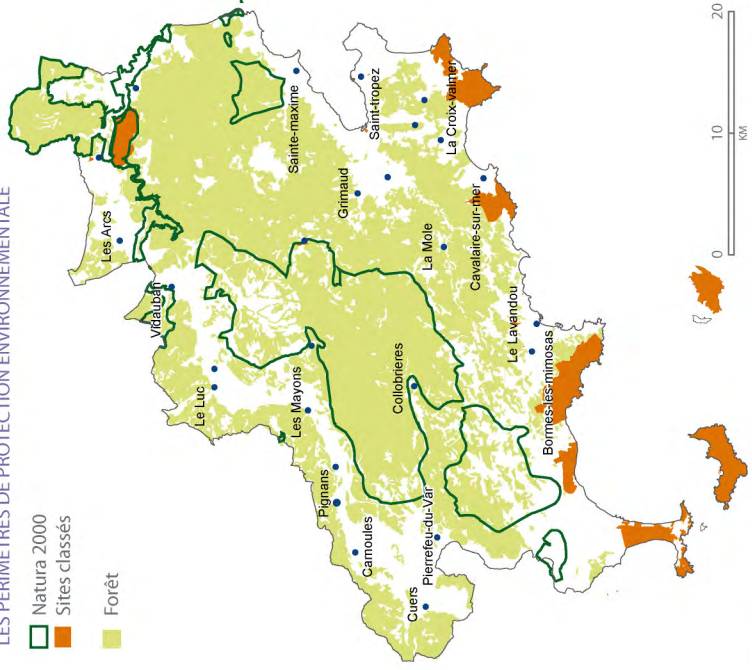 LES PÉRIMÈTRES DE PROTECTION ENVIRONNEMENTALE
Natura 2000
Sites classés
Forêt
Les Arcs
Vidauban
Le Luc
Les Mayons
Pignans
Carnoules
Cuers
Pierrefeu-du-Var
Collobrieres
Sainte-maxime
Grimaud
Saint-tropez
La Mole
La Croix-valmer
Cavalaire-sur-mer
Le Lavandou
Bormes-les-mimosas
0
10
20
KM